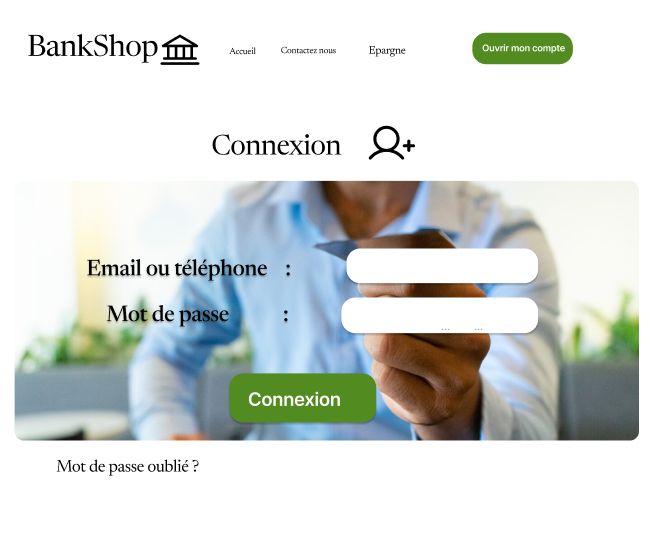 BankShop
Accueil
Contactez nous
Epargne
Ouvrir mon compte
Connexion
Email ou téléphone :
Mot de passe :
... ...
Connexion
Mot de passe oublié ?